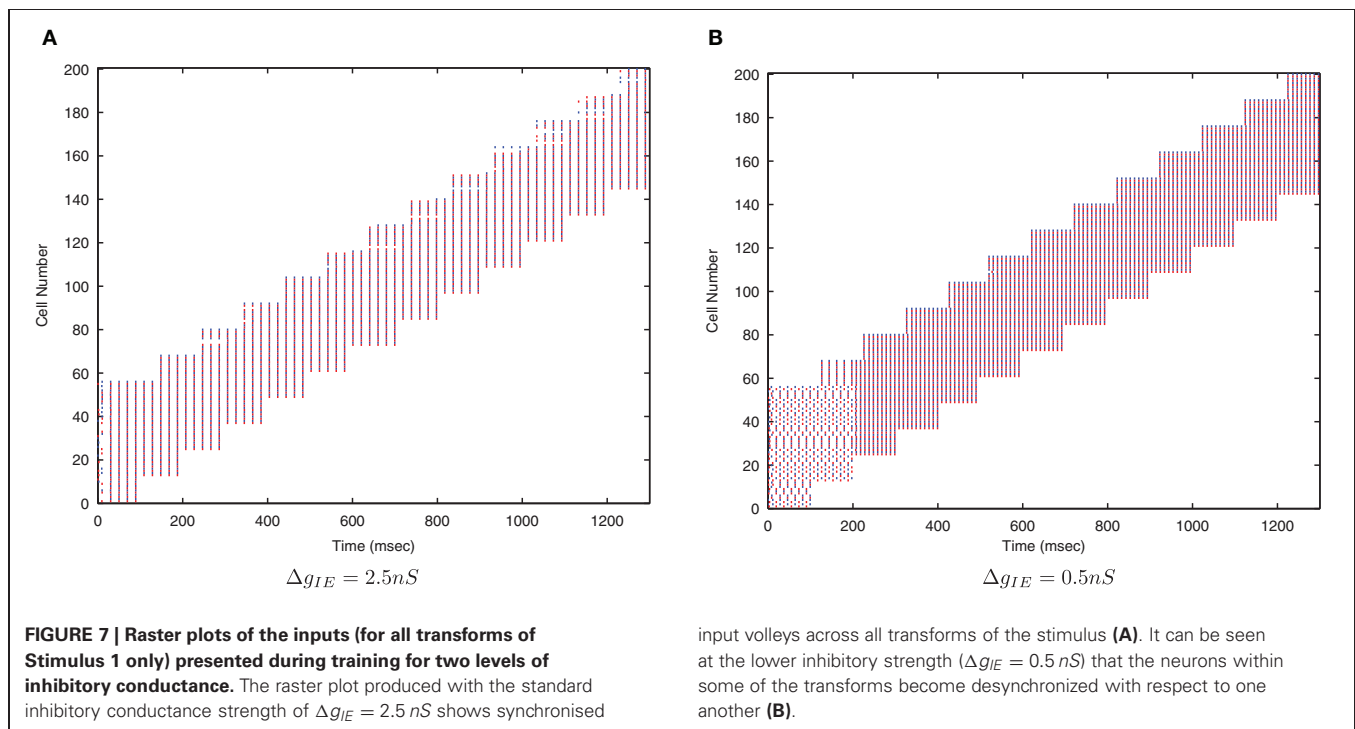 A
200
180
160
140
120
100
80
60
40
20
0
Cell Number
0 200 400 600 800 1000 1200
Time (msec)
Δg_IE = 2.5nS
B
200
180
160
140
120
100
80
60
40
20
0
Cell Number
0 200 400 600 800 1000 1200
Time (msec)
Δg_IE = 0.5nS
FIGURE 7 | Raster plots of the inputs (for all transforms of
Stimulus 1 only) presented during training for two levels of
inhibitory conductance. The raster plot produced with the standard
inhibitory conductance strength of Δg_IE = 2.5 nS shows synchronised
input volleys across all transforms of the stimulus (A). It can be seen
at the lower inhibitory strength (Δg_IE = 0.5 nS) that the neurons within
some of the transforms become desynchronized with respect to one
another (B).